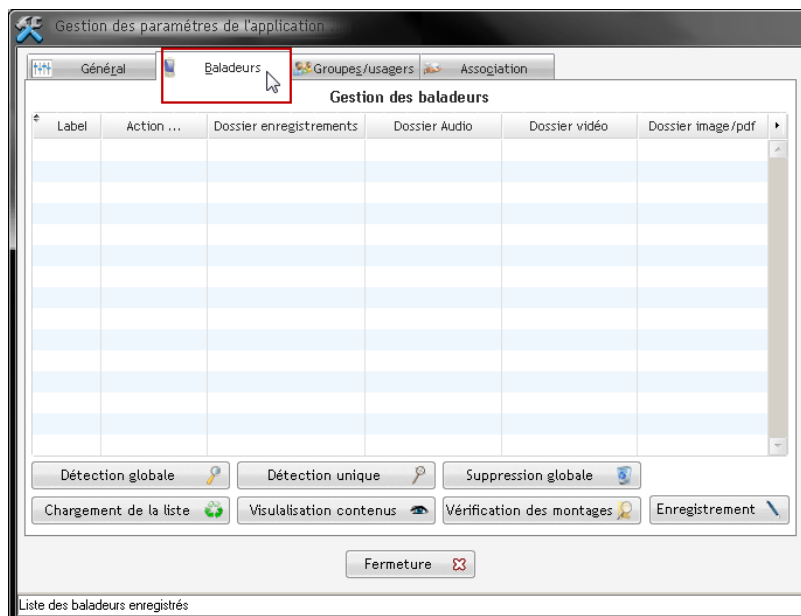 Gestion des paramétres de l'application
Général
Baladeurs
Groupes/usagers
Association
Gestion des baladeurs
Label
Action ...
Dossier enregistrements
Dossier Audio
Dossier vidéo
Dossier image/pdf
Détection globale
Détection unique
Suppression globale
Chargement de la liste
Visulalisation contenus
Vérification des montages
Enregistrement
Fermeture
Liste des baladeurs enregistrés